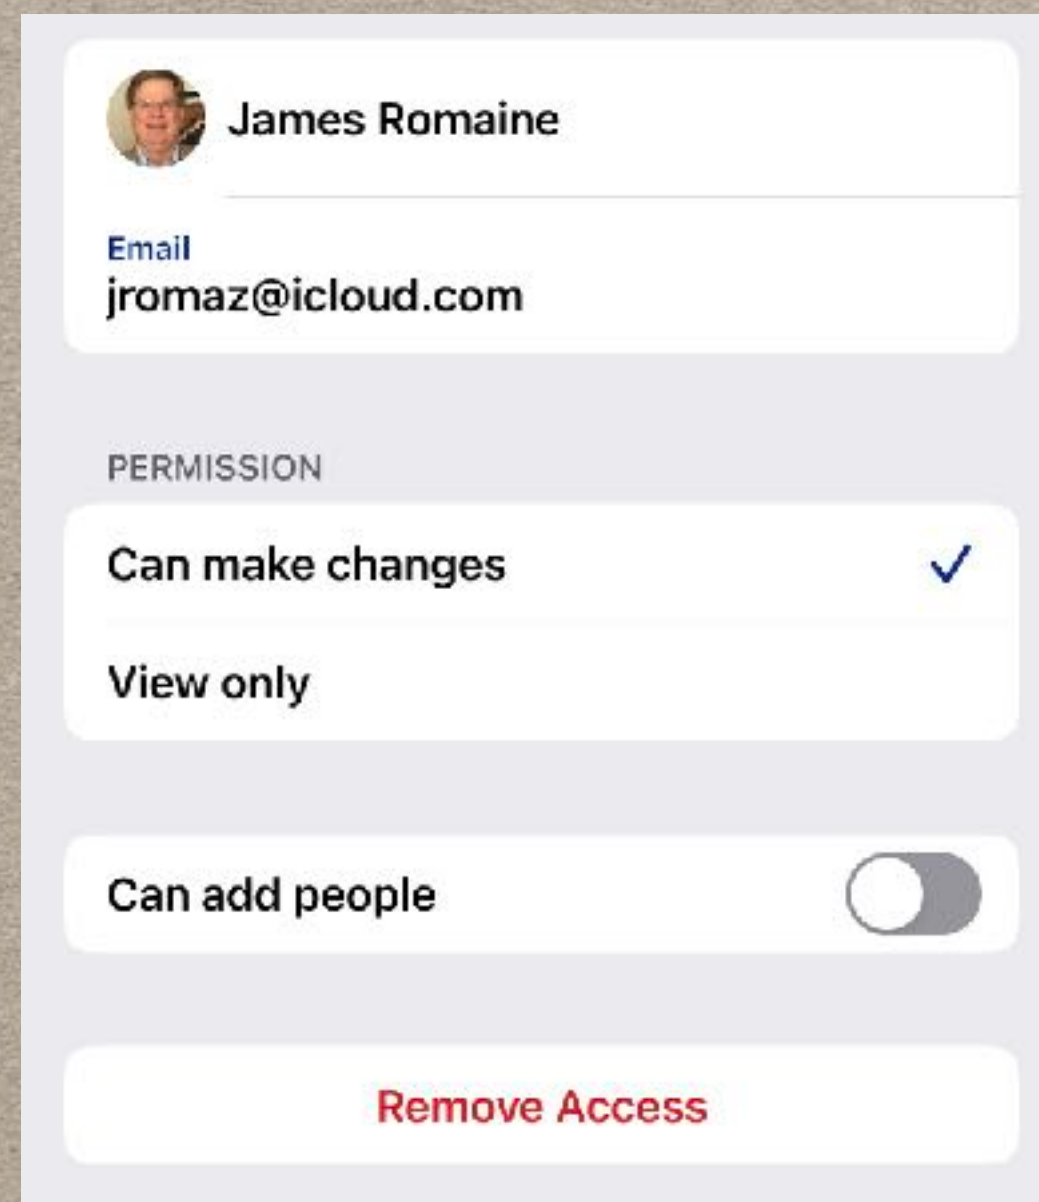 James Romaine
Email
jromaz@icloud.com
PERMISSION
Can make changes
View only
Can add people
Remove Access